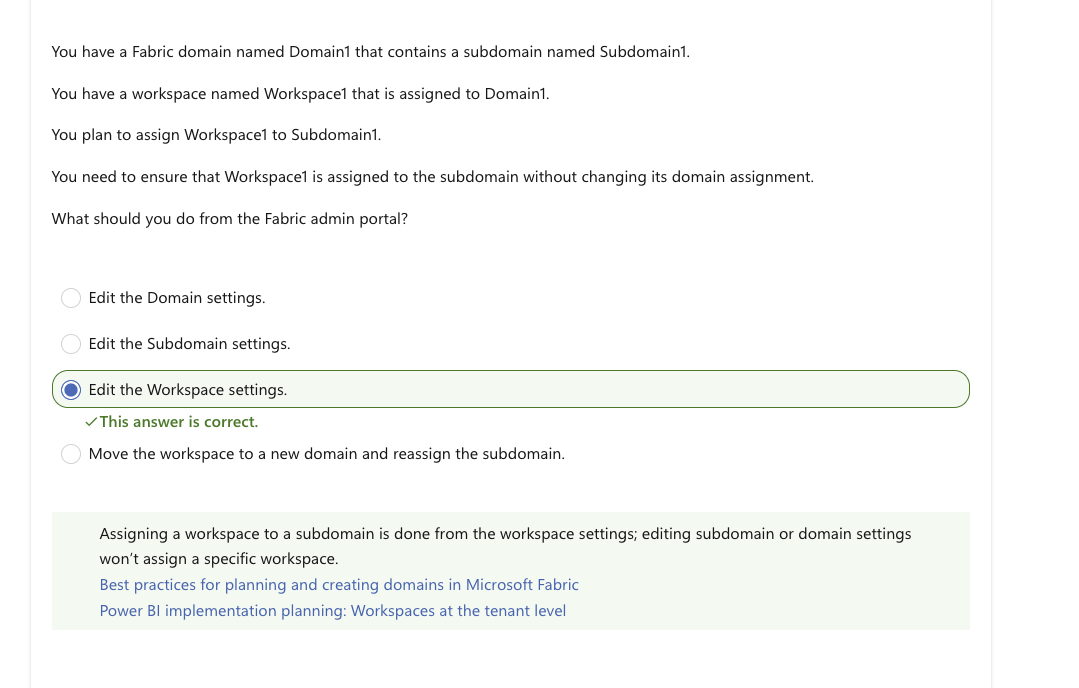 You have a Fabric domain named Domain1 that contains a subdomain named Subdomain1.
You have a workspace named Workspace1 that is assigned to Domain1.
You plan to assign Workspace1 to Subdomain1.
You need to ensure that Workspace1 is assigned to the subdomain without changing its domain assignment.
What should you do from the Fabric admin portal?
Edit the Domain settings.
Edit the Subdomain settings.
Edit the Workspace settings.
✓This answer is correct.
Move the workspace to a new domain and reassign the subdomain.
Assigning a workspace to a subdomain is done from the workspace settings; editing subdomain or domain settings
won’t assign a specific workspace.
Best practices for planning and creating domains in Microsoft Fabric
Power BI implementation planning: Workspaces at the tenant level